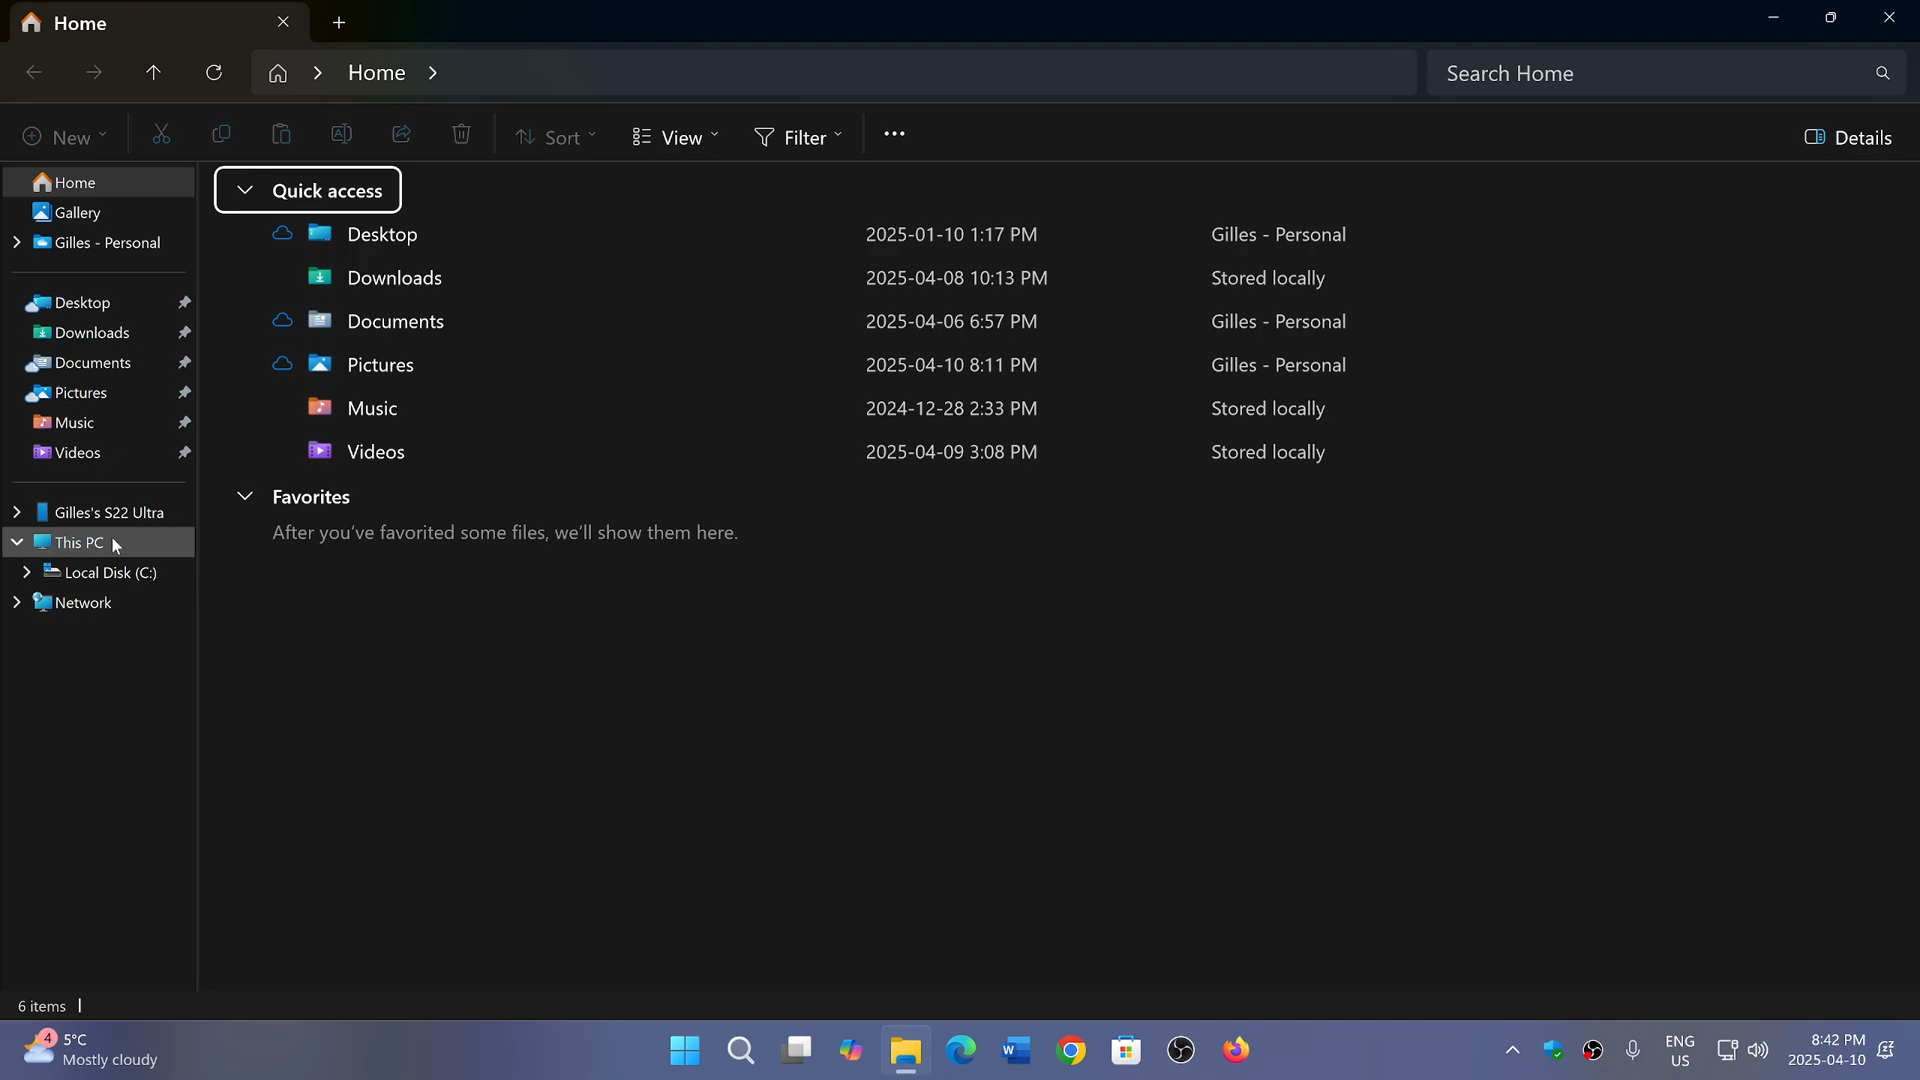 Home
Home
Search Home
New
Sort
View
Filter
Details
Home
Gallery
Gilles - Personal
Desktop
Downloads
Documents
Pictures
Music
Videos
Gilles's S22 Ultra
This PC
Local Disk (C:)
Network
Quick access
Desktop 2025-01-10 1:17 PM Gilles - Personal
Downloads 2025-04-08 10:13 PM Stored locally
Documents 2025-04-06 6:57 PM Gilles - Personal
Pictures 2025-04-10 8:11 PM Gilles - Personal
Music 2024-12-28 2:33 PM Stored locally
Videos 2025-04-09 3:08 PM Stored locally
Favorites
After you've favorited some files, we'll show them here.
6 items
4
5°C
Mostly cloudy
W
ENG
US
8:42 PM
2025-04-10